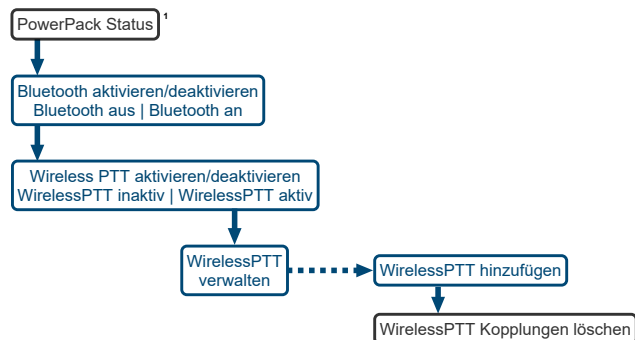 PowerPack Status ¹
Bluetooth aktivieren/deaktivieren
Bluetooth aus | Bluetooth an
Wireless PTT aktivieren/deaktivieren
WirelessPTT inaktiv | WirelessPTT aktiv
WirelessPTT
verwalten
WirelessPTT hinzufügen
WirelessPTT Kopplungen löschen